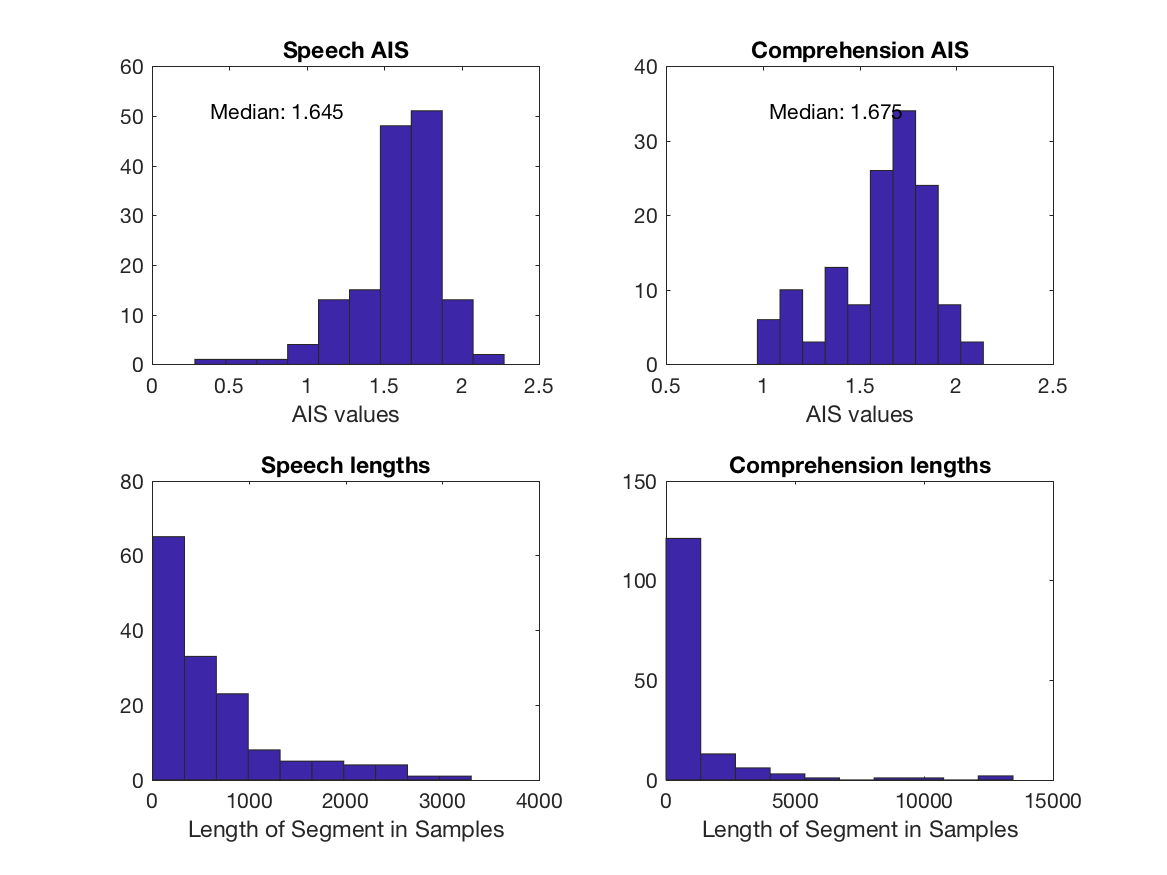 Speech AIS
60
50
40
30
20
10
0
Median: 1.645
0 0.5 1 1.5 2 2.5
AIS values
Comprehension AIS
40
30
20
10
0
Median: 1.675
0.5 1 1.5 2 2.5
AIS values
Speech lengths
80
60
40
20
0
0 1000 2000 3000 4000
Length of Segment in Samples
Comprehension lengths
150
100
50
0
0 5000 10000 15000
Length of Segment in Samples